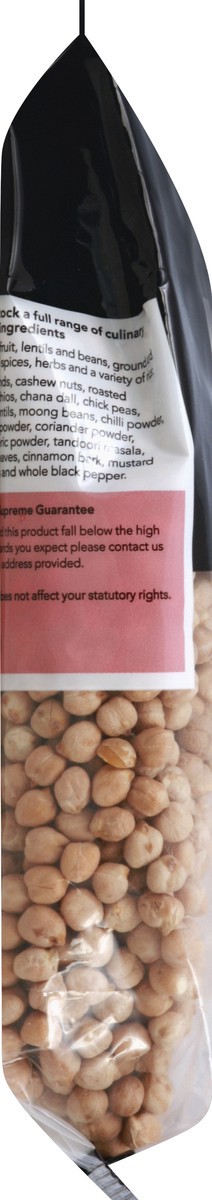 ock a full range of culinary
ingredients
fruit, lentils and beans, ground
spices, herbs and a variety of
nds, cashew nuts, roasted
hios, chana dall, chick peas,
ntils, moong beans, chilli powder,
powder, coriander powder,
ric powder, tandoori masala,
eaves, cinnamon bark, mustard
and whole black pepper.
upreme Guarantee
d this product fall below the high
rds you expect please contact us
address provided.
oes not affect your statutory rights.